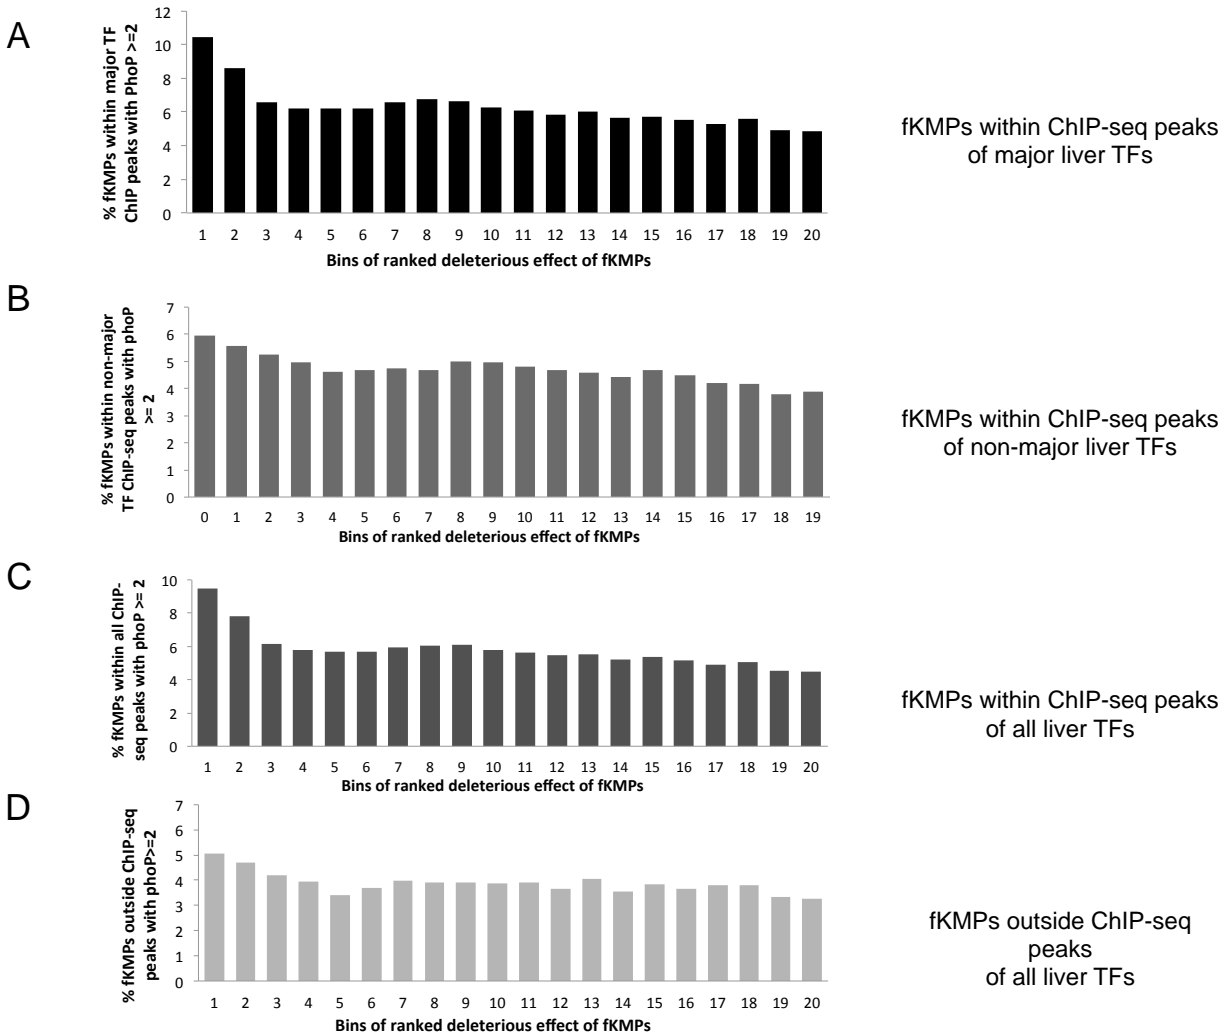 A
% fKMPs within major TF
ChIP peaks with PhoP >=2
12
10
8
6
4
2
0
1 2 3 4 5 6 7 8 9 10 11 12 13 14 15 16 17 18 19 20
Bins of ranked deleterious effect of fKMPs
fKMPs within ChIP-seq peaks
of major liver TFs
B
% fKMPs within non-major
TF ChIP-seq peaks with phoP
>= 2
7
6
5
4
3
2
1
0
0 1 2 3 4 5 6 7 8 9 10 11 12 13 14 15 16 17 18 19
Bins of ranked deleterious effect of fKMPs
fKMPs within ChIP-seq peaks
of non-major liver TFs
C
% fKMPs within all ChIP-
seq peaks with phoP >= 2
10
8
6
4
2
0
1 2 3 4 5 6 7 8 9 10 11 12 13 14 15 16 17 18 19 20
Bins of ranked deleterious effect of fKMPs
fKMPs within ChIP-seq peaks
of all liver TFs
D
% fKMPs outside ChIP-seq
peaks with phoP>=2
7
6
5
4
3
2
1
0
1 2 3 4 5 6 7 8 9 10 11 12 13 14 15 16 17 18 19 20
Bins of ranked deleterious effect of fKMPs
fKMPs outside ChIP-seq
peaks
of all liver TFs